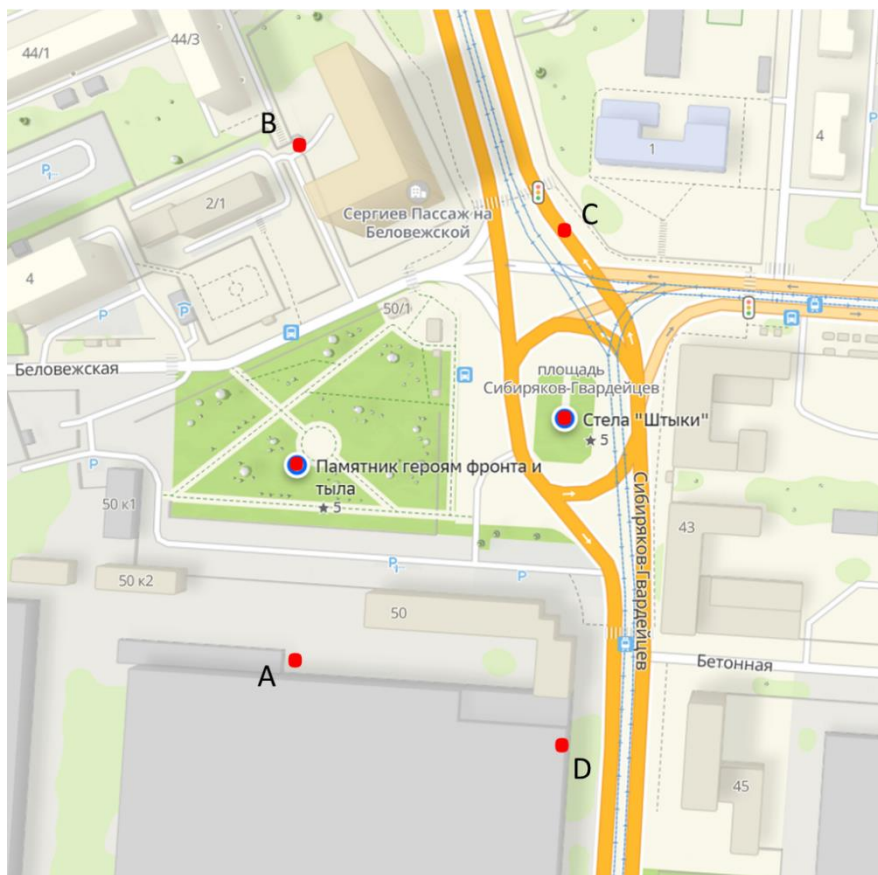 44/3
44/1
B
1
4
P
P
2/1
Сергиев Пассаж на
Беловежской
C
4
P
50/1
Беловежская
площадь
Сибиряков-Гвардейцев
Стела "Штыки"
★ 5
Памятник героям фронта и
тыла
★ 5
P
50 к1
Сибиряков-Гвардейцев
43
P
P
50 к2
50
Бетонная
A
D
45